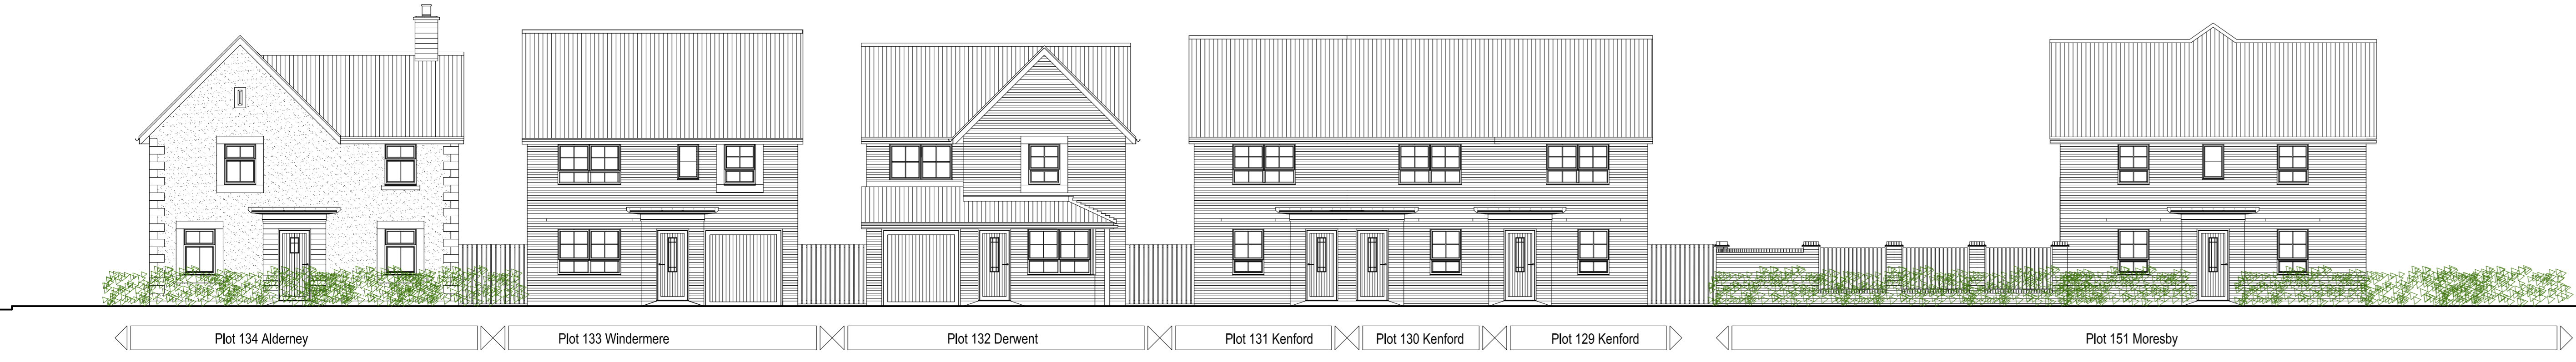 Plot 134 Alderney
Plot 133 Windermere
Plot 132 Derwent
Plot 131 Kenford
Plot 130 Kenford
Plot 129 Kenford
Plot 151 Moresby